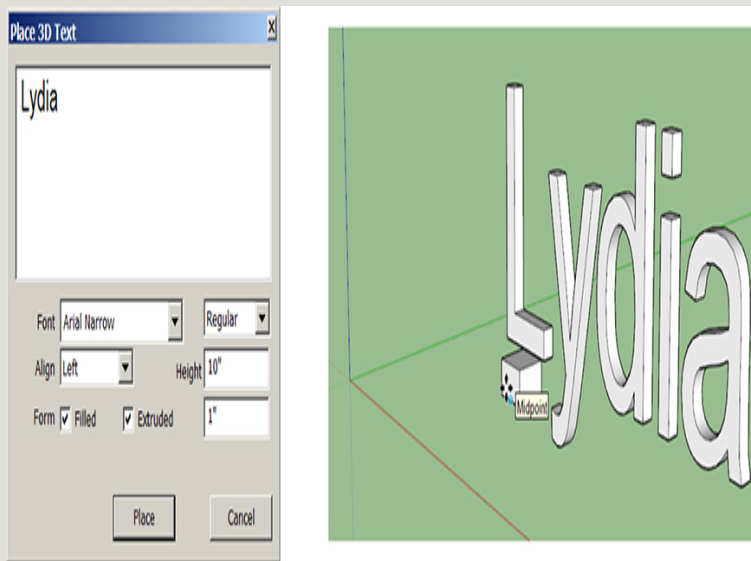 Place 3D Text
Lydia
Font Arial Narrow Regular
Align Left Height 10"
Form Filled Extruded 1"
Place Cancel
Lydia
Midpoint